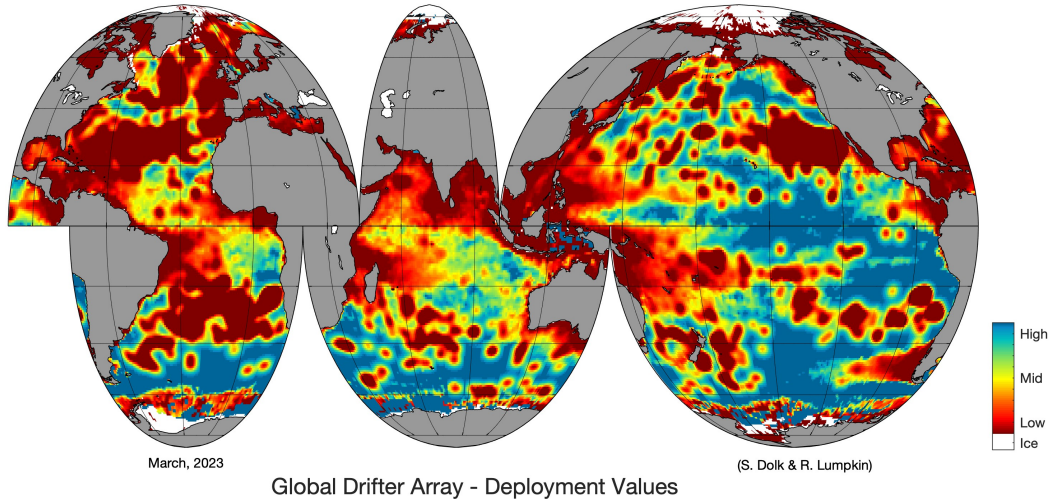 High
Mid
Low
Ice
March, 2023
(S. Dolk & R. Lumpkin)
Global Drifter Array - Deployment Values